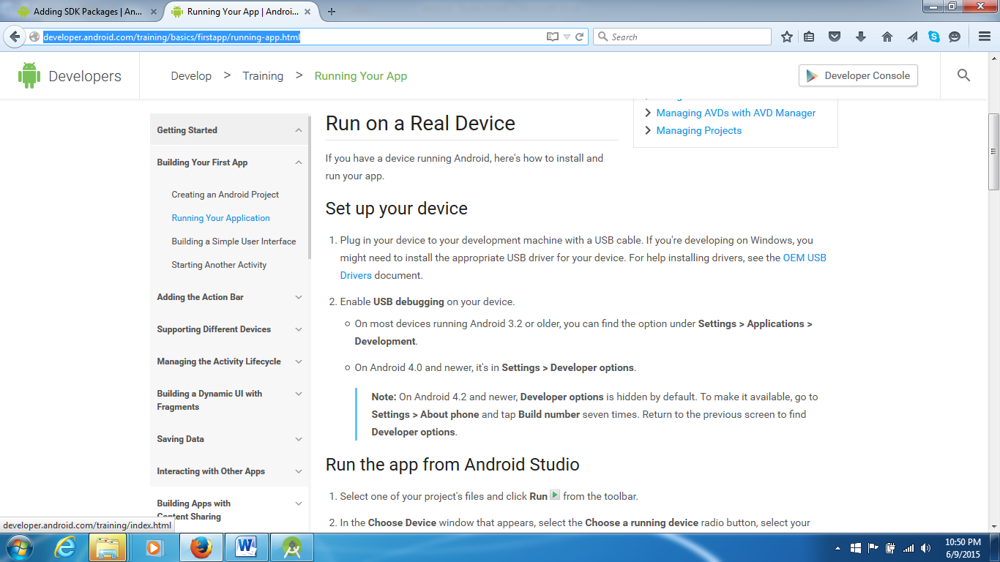 Adding SDK Packages | An...
Running Your App | Androi...
developer.android.com/training/basics/firstapp/running-app.html
Search
Developers
Develop > Training > Running Your App
Developer Console
Managing AVDs with AVD Manager
Managing Projects
Getting Started
Building Your First App
Creating an Android Project
Running Your Application
Building a Simple User Interface
Starting Another Activity
Adding the Action Bar
Supporting Different Devices
Managing the Activity Lifecycle
Building a Dynamic UI with
Fragments
Saving Data
Interacting with Other Apps
Building Apps with
Content Sharing
Run on a Real Device
If you have a device running Android, here's how to install and
run your app.
Set up your device
1. Plug in your device to your development machine with a USB cable. If you're developing on Windows, you
might need to install the appropriate USB driver for your device. For help installing drivers, see the OEM USB
Drivers document.
2. Enable USB debugging on your device.
On most devices running Android 3.2 or older, you can find the option under Settings > Applications >
Development.
On Android 4.0 and newer, it's in Settings > Developer options.
Note: On Android 4.2 and newer, Developer options is hidden by default. To make it available, go to
Settings > About phone and tap Build number seven times. Return to the previous screen to find
Developer options.
Run the app from Android Studio
1. Select one of your project's files and click Run from the toolbar.
2. In the Choose Device window that appears, select the Choose a running device radio button, select your
developer.android.com/training/index.html
10:50 PM
6/9/2015